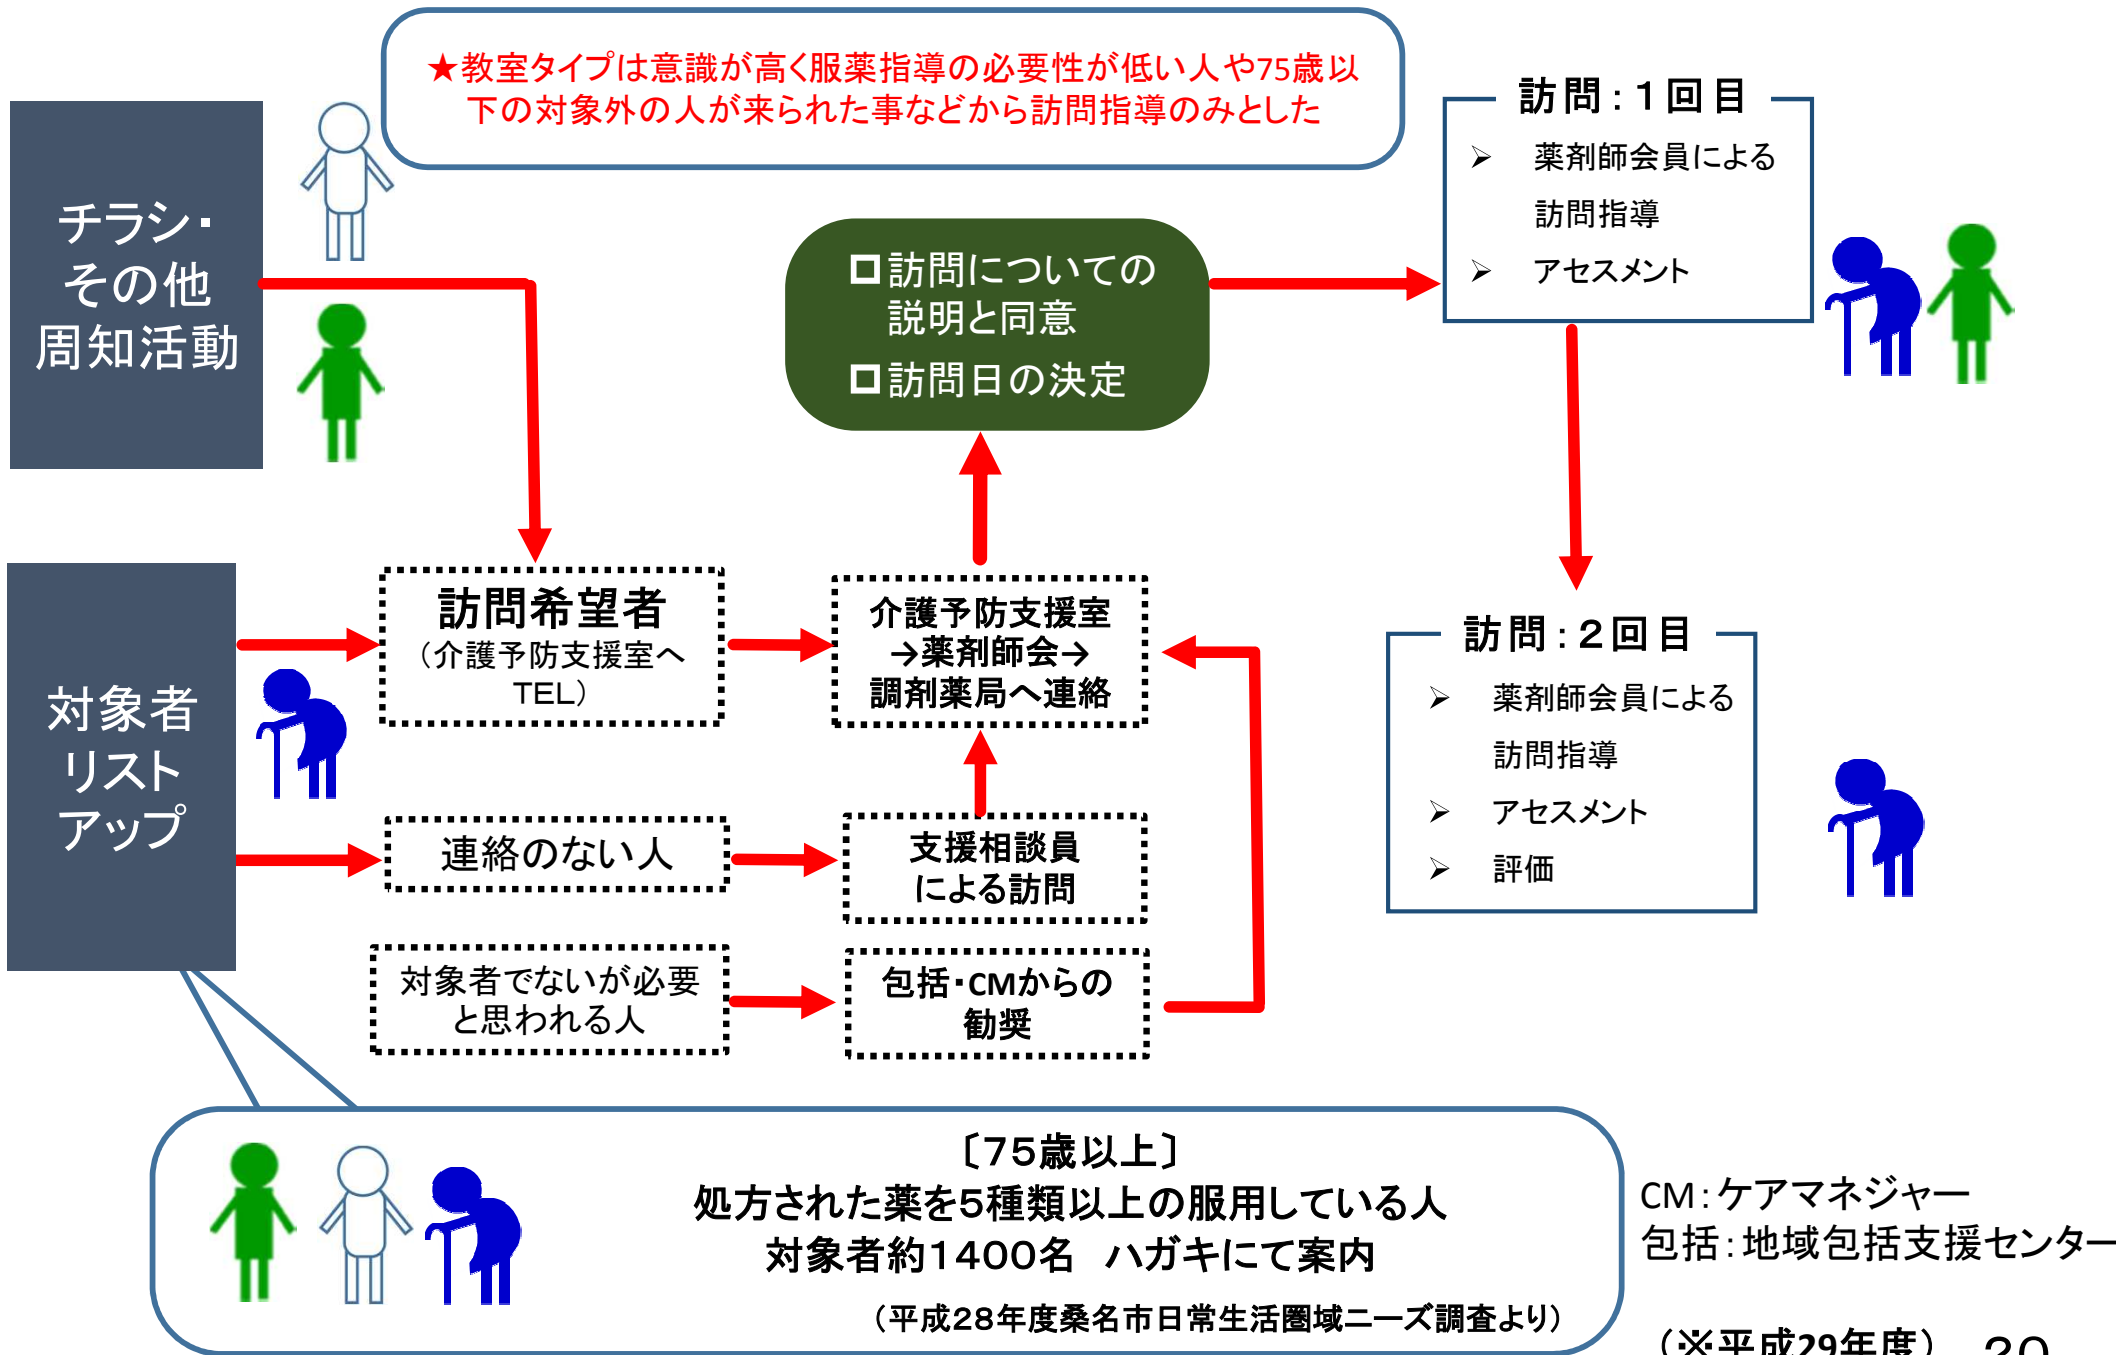 ★教室タイプは意識が高く服薬指導の必要性が低い人や75歳以
下の対象外の人が来られた事などから訪問指導のみとした
チラシ・
その他
周知活動
訪問についての
説明と同意
訪問日の決定
訪問：１回目
➢ 薬剤師会員による
訪問指導
➢ アセスメント
対象者
リスト
アップ
訪問希望者
（介護予防支援室へ
TEL）
介護予防支援室
→薬剤師会→
調剤薬局へ連絡
連絡のない人
支援相談員
による訪問
対象者でないが必要
と思われる人
包括・CMからの
勧奨
訪問：２回目
➢ 薬剤師会員による
訪問指導
➢ アセスメント
➢ 評価
〔７５歳以上〕
処方された薬を５種類以上の服用している人
対象者約１４００名　ハガキにて案内
（平成２８年度桑名市日常生活圏域ニーズ調査より）
CM：ケアマネジャー
包括：地域包括支援センター
（※平成29年度）
20